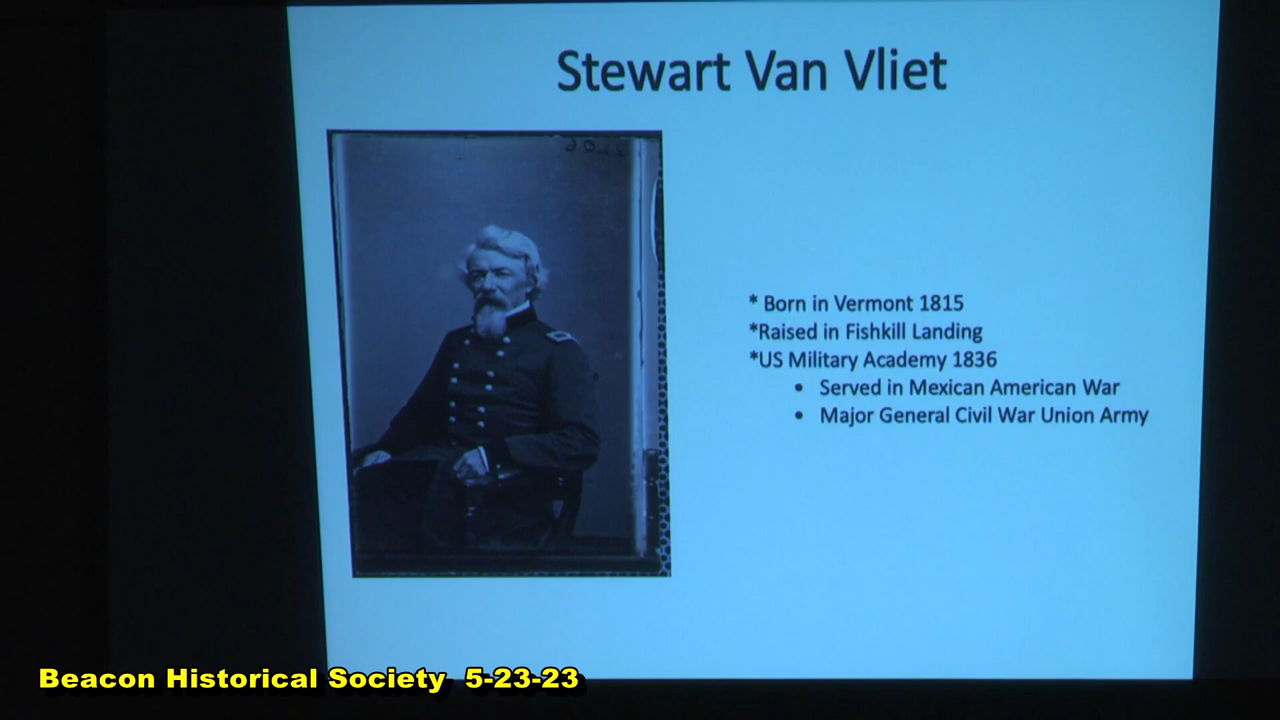 Stewart Van Vliet
* Born in Vermont 1815
*Raised in Fishkill Landing
*US Military Academy 1836
• Served in Mexican American War
• Major General Civil War Union Army
Beacon Historical Society 5-23-23